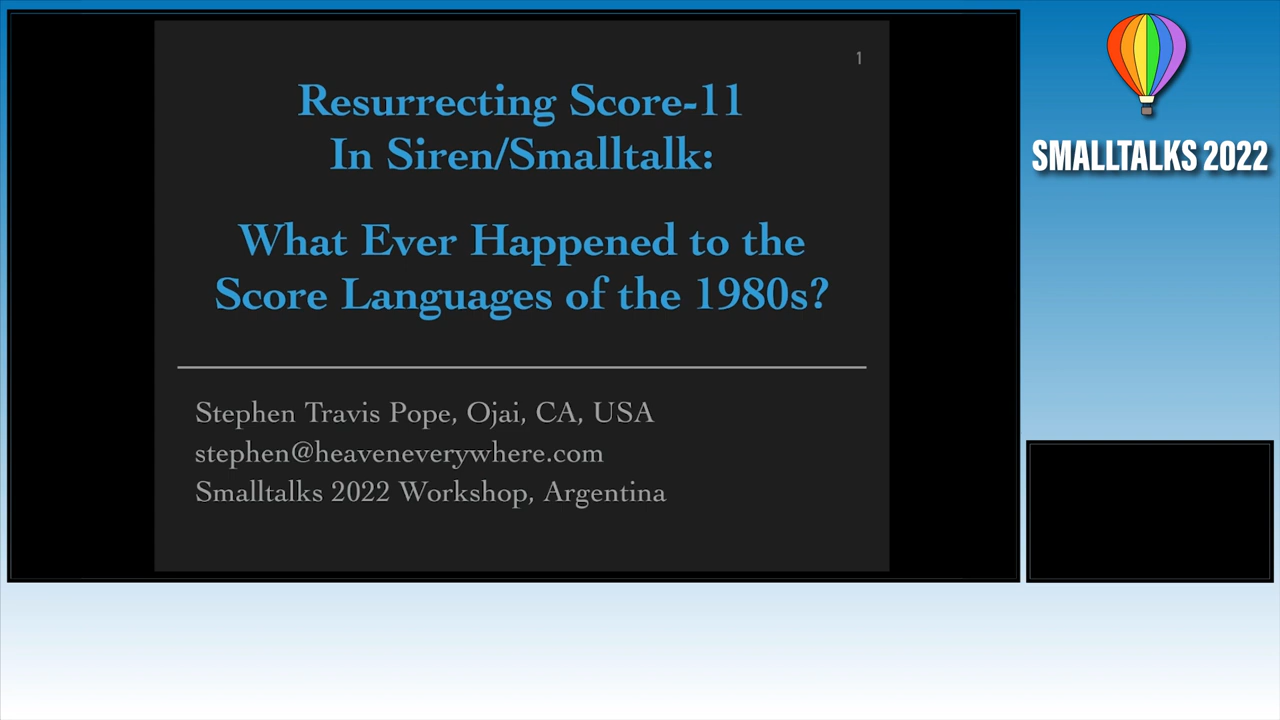 1
Resurrecting Score-11
In Siren/Smalltalk:
What Ever Happened to the
Score Languages of the 1980s?
Stephen Travis Pope, Ojai, CA, USA
stephen@heaveneverywhere.com
Smalltalks 2022 Workshop, Argentina
SMALLTALKS 2022